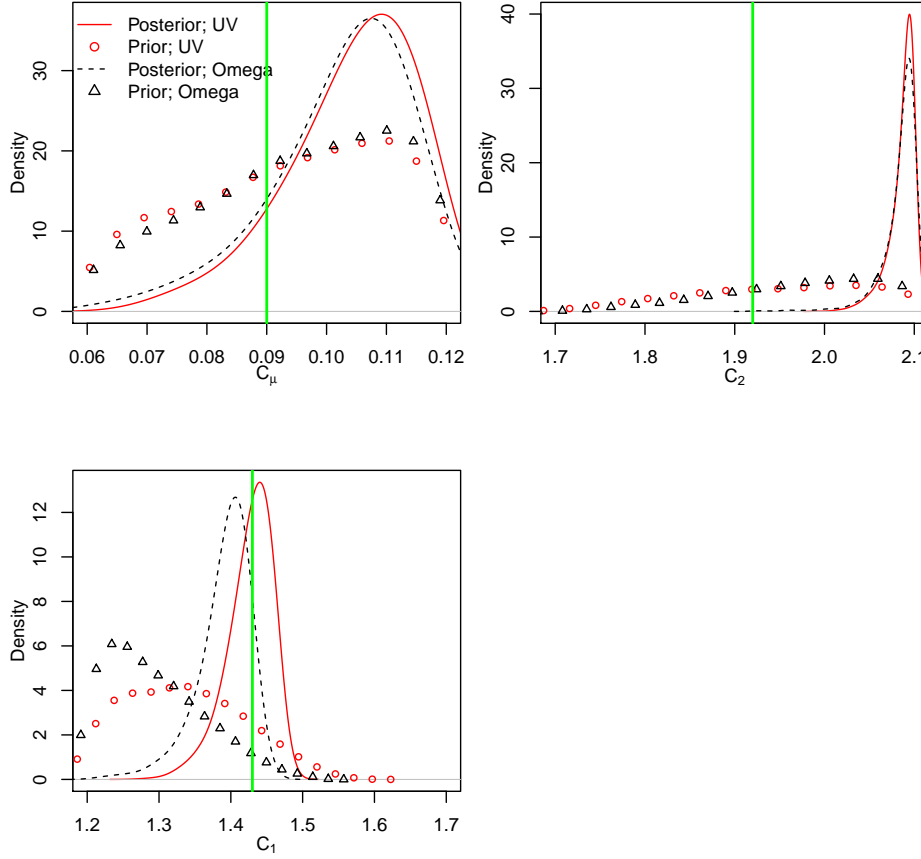 Posterior; UV
Prior; UV
Posterior; Omega
Prior; Omega
Density
0 10 20 30
0.06 0.07 0.08 0.09 0.10 0.11 0.12
Cμ
Density
0 10 20 30 40
1.7 1.8 1.9 2.0 2.1
C2
Density
0 2 4 6 8 10 12
1.2 1.3 1.4 1.5 1.6 1.7
C1